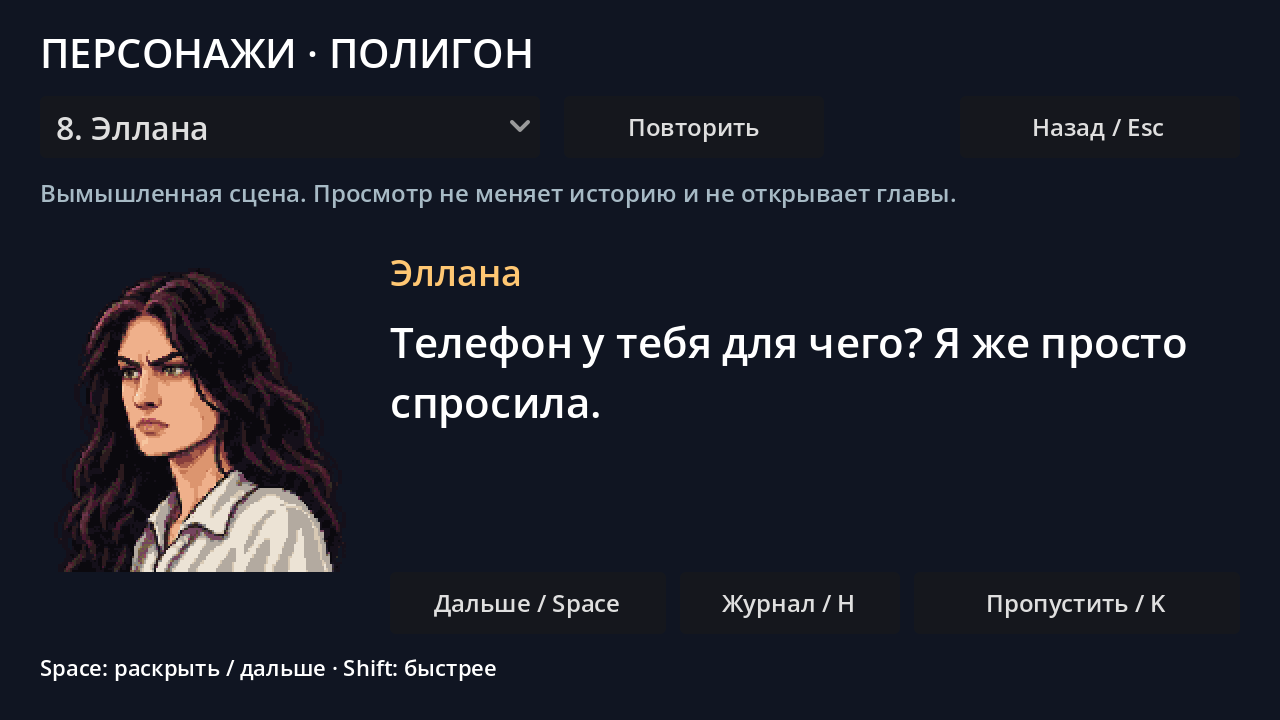 ПЕРСОНАЖИ · ПОЛИГОН
8. Эллана
Повторить
Назад / Esc
Вымышленная сцена. Просмотр не меняет историю и не открывает главы.
Эллана
Телефон у тебя для чего? Я же просто
спросила.
Дальше / Space
Журнал / H
Пропустить / K
Space: раскрыть / дальше · Shift: быстрее